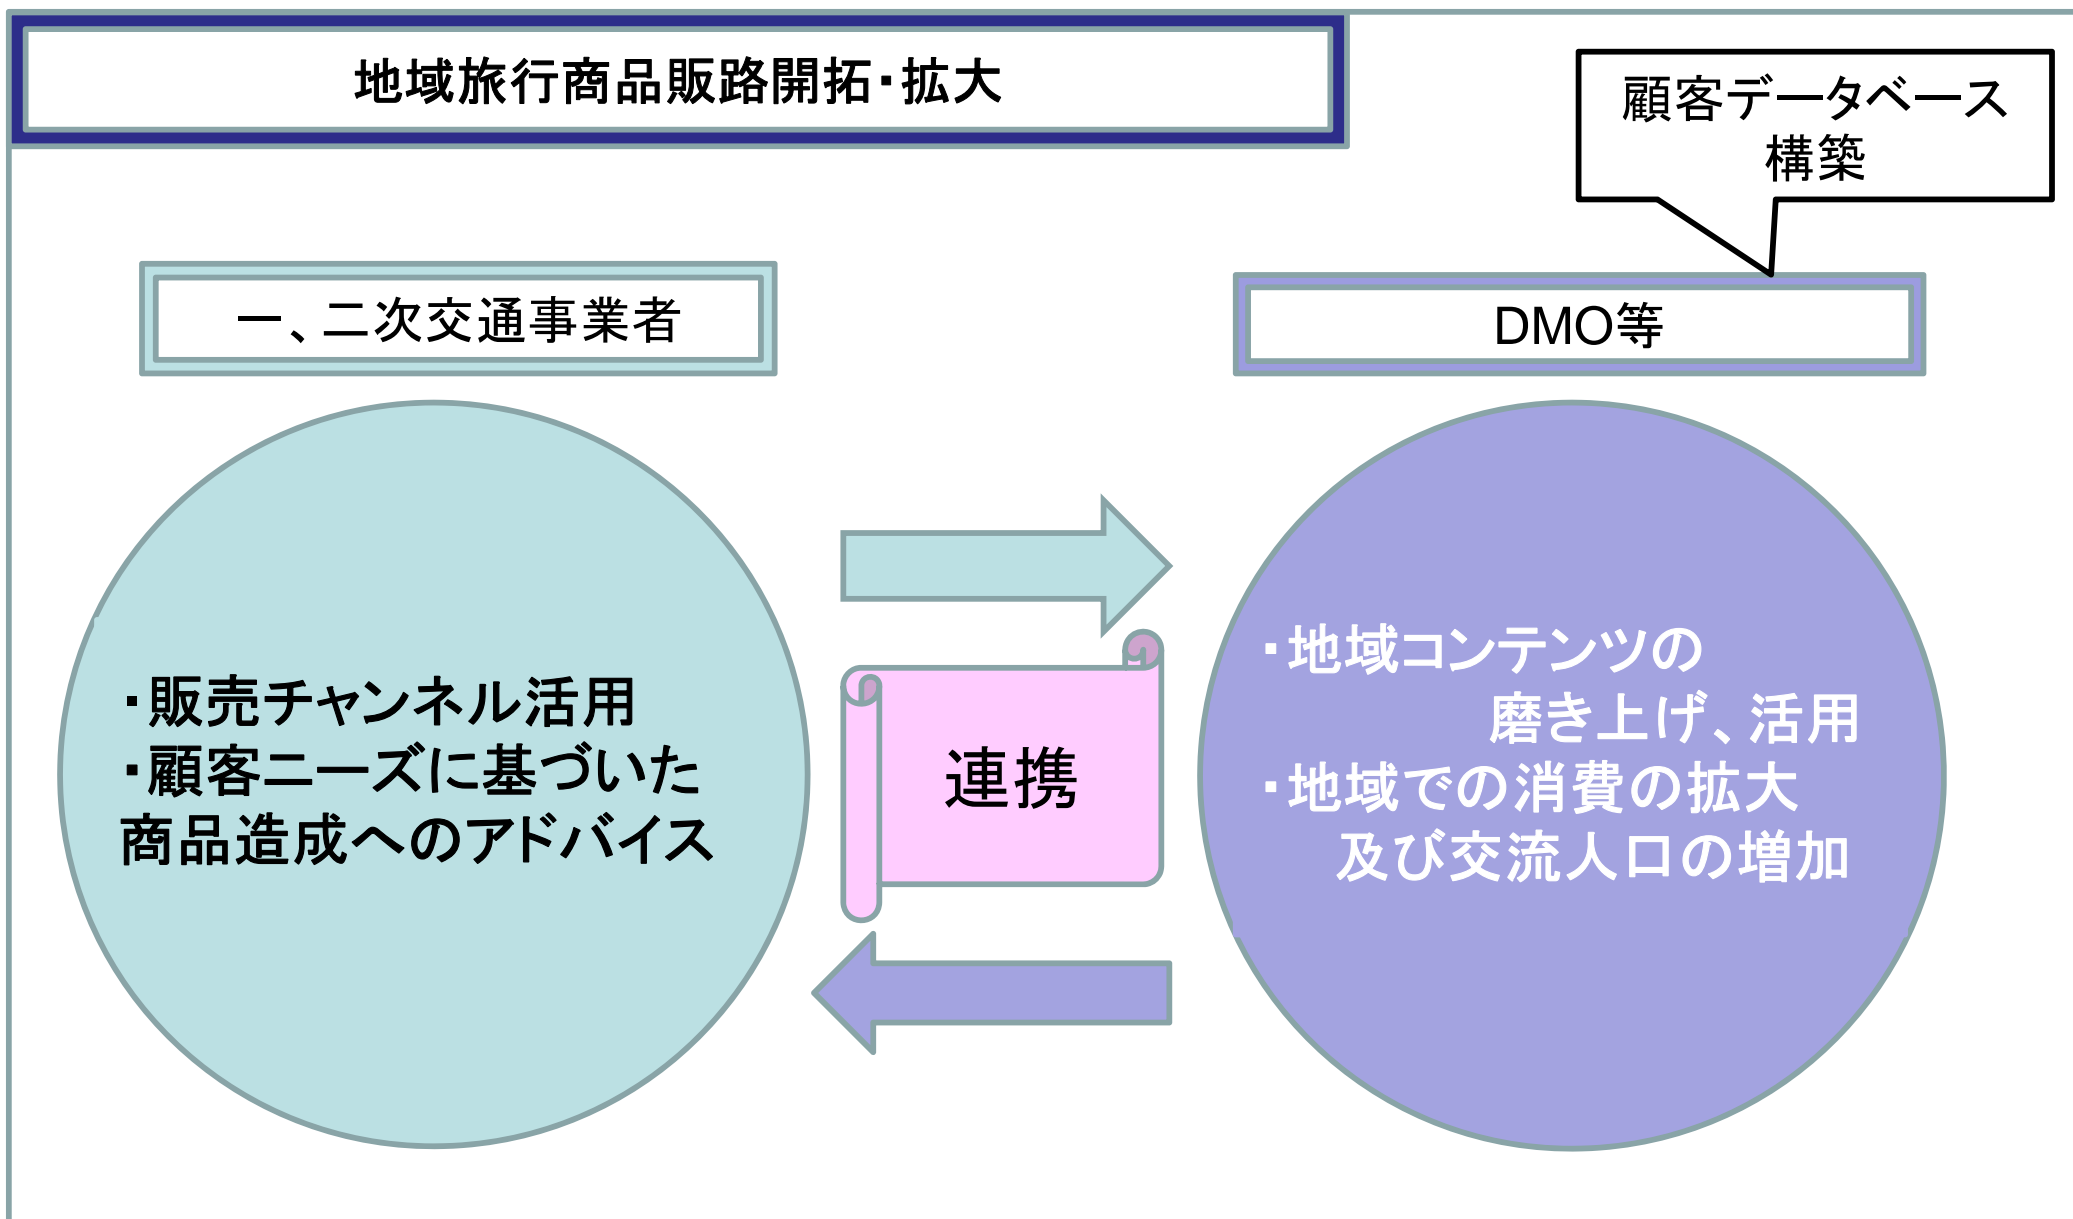 地域旅行商品販路開拓・拡大
顧客データベース
構築
一、二次交通事業者
DMO等
・販売チャンネル活用
・顧客ニーズに基づいた
商品造成へのアドバイス
連携
・地域コンテンツの
磨き上げ、活用
・地域での消費の拡大
及び交流人口の増加